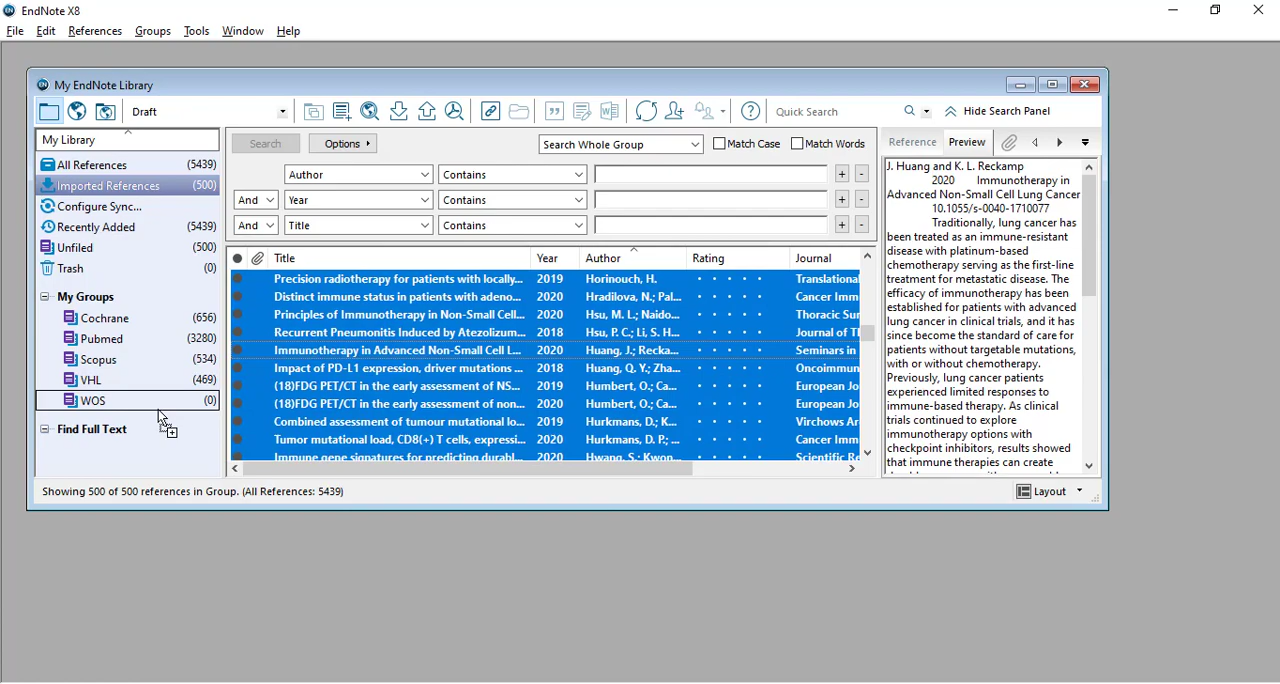 EndNote X8
File Edit References Groups Tools Window Help
My EndNote Library
Draft
Quick Search
Hide Search Panel
My Library
All References (5439)
Imported References (500)
Configure Sync...
Recently Added (5439)
Unfiled (500)
Trash (0)
My Groups
Cochrane (656)
Pubmed (3280)
Scopus (534)
VHL (469)
WOS (0)
Find Full Text
Search Options Search Whole Group Match Case Match Words
Author Contains + -
And Year Contains + -
And Title Contains + -
Title Year Author Rating Journal
Precision radiotherapy for patients with locally... 2019 Horinouch, H. Translational
Distinct immune status in patients with adeno... 2020 Hradilova, N.; Pal... Cancer Imm
Principles of Immunotherapy in Non-Small Cell... 2020 Hsu, M. L.; Naido... Thoracic Sur
Recurrent Pneumonitis Induced by Atezolizum... 2018 Hsu, P. C.; Li, S. H... Journal of Tl
Immunotherapy in Advanced Non-Small Cell L... 2020 Huang, J.; Recka... Seminars in
Impact of PD-L1 expression, driver mutations ... 2018 Huang, Q. Y.; Zha... Oncoimmun
(18)FDG PET/CT in the early assessment of NS... 2019 Humbert, O.; Ca... European Jo
(18)FDG PET/CT in the early assessment of non... 2020 Humbert, O.; Ca... European Jo
Combined assessment of tumour mutational lo... 2019 Hurkmans, D.; K... Virchows Ar
Tumor mutational load, CD8(+) T cells, expressi... 2020 Hurkmans, D. P.; ... Cancer Imm
Immune gene signatures for predicting durabl... 2020 Hwang, S.; Kwon... Scientific Re
Reference Preview
J. Huang and K. L. Reckamp
2020 Immunotherapy in
Advanced Non-Small Cell Lung Cancer
10.1055/s-0040-1710077
Traditionally, lung cancer has
been treated as an immune-resistant
disease with platinum-based
chemotherapy serving as the first-line
treatment for metastatic disease. The
efficacy of immunotherapy has been
established for patients with advanced
lung cancer in clinical trials, and it has
since become the standard of care for
patients without targetable mutations,
with or without chemotherapy.
Previously, lung cancer patients
experienced limited responses to
immune-based therapy. As clinical
trials continued to explore
immunotherapy options with
checkpoint inhibitors, results showed
that immune therapies can create
Showing 500 of 500 references in Group. (All References: 5439)
Layout